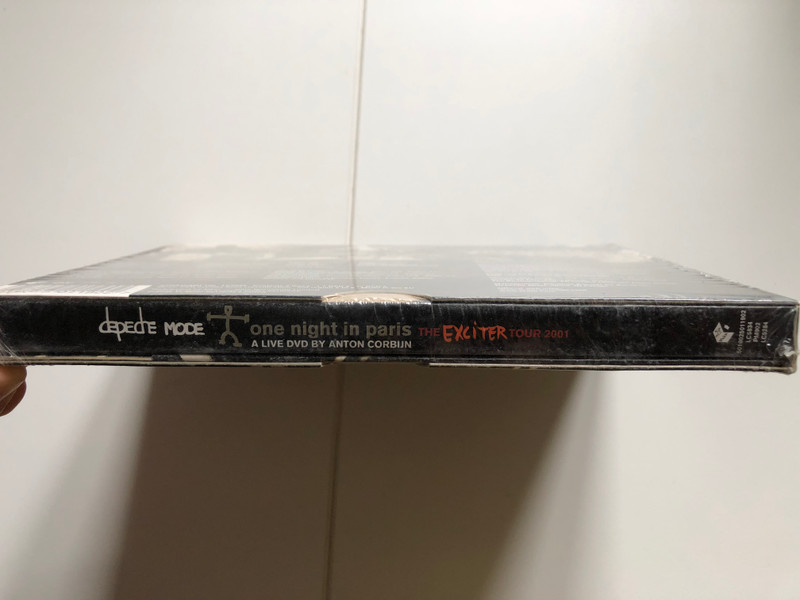 depeche MODE
one night in paris THE EXCITER TOUR 2001
A LIVE DVD BY ANTON CORBIJN